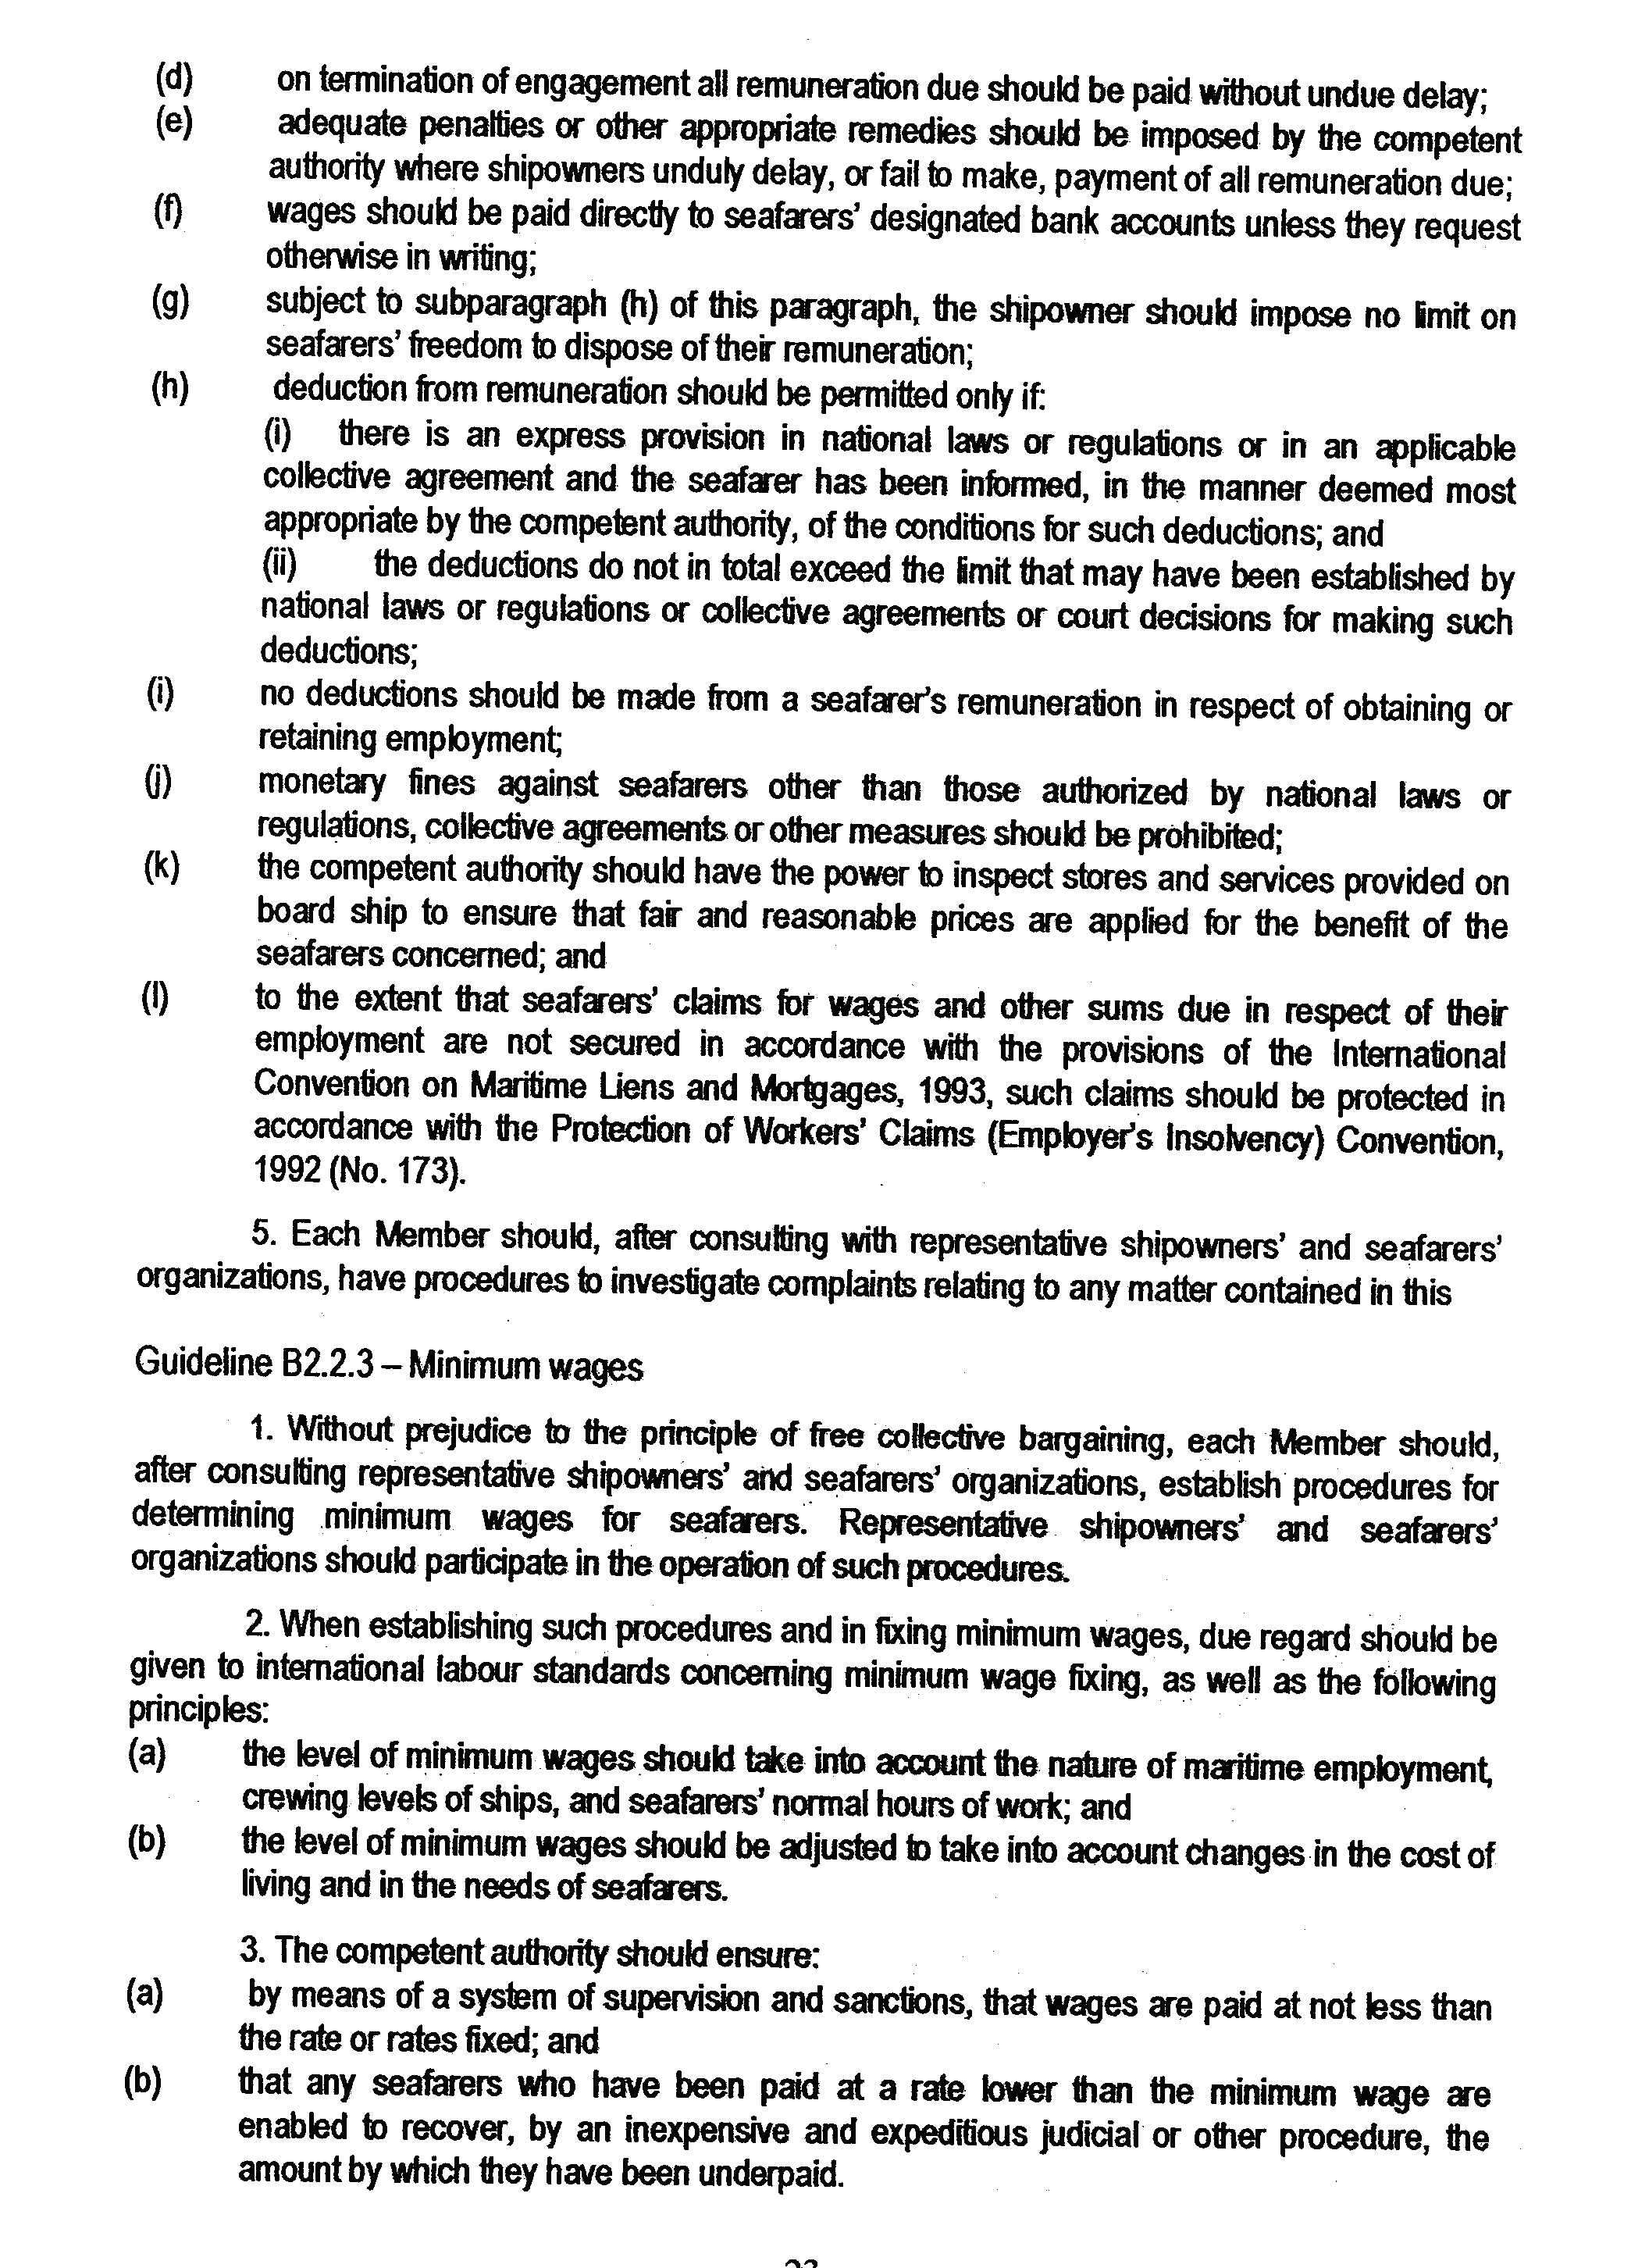 (d) on termination of engagement all remuneration due should be paid without undue delay;
(e) adequate penalties or other appropriate remedies should be imposed by the competent
authority where shipowners unduly delay, or fail to make, payment of all remuneration due;
(f) wages should be paid directly to seafarers' designated bank accounts unless they request
otherwise in writing;
(g) subject to subparagraph (h) of this paragraph, the shipowner should impose no limit on
seafarers' freedom to dispose of their remuneration;
(h) deduction from remuneration should be permitted only if:
(i) there is an express provision in national laws or regulations or in an applicable
collective agreement and the seafarer has been informed, in the manner deemed most
appropriate by the competent authority, of the conditions for such deductions; and
(ii) the deductions do not in total exceed the limit that may have been established by
national laws or regulations or collective agreements or court decisions for making such
deductions;
(i) no deductions should be made from a seafarer's remuneration in respect of obtaining or
retaining employment;
(j) monetary fines against seafarers other than those authorized by national laws or
regulations, collective agreements or other measures should be prohibited;
(k) the competent authority should have the power to inspect stores and services provided on
board ship to ensure that fair and reasonable prices are applied for the benefit of the
seafarers concerned; and
(l) to the extent that seafarers' claims for wages and other sums due in respect of their
employment are not secured in accordance with the provisions of the International
Convention on Maritime Liens and Mortgages, 1993, such claims should be protected in
accordance with the Protection of Workers' Claims (Employer's Insolvency) Convention,
1992 (No. 173).
5. Each Member should, after consulting with representative shipowners' and seafarers'
organizations, have procedures to investigate complaints relating to any matter contained in this
Guideline B2.2.3 – Minimum wages
1. Without prejudice to the principle of free collective bargaining, each Member should,
after consulting representative shipowners' and seafarers' organizations, establish procedures for
determining minimum wages for seafarers. Representative shipowners' and seafarers'
organizations should participate in the operation of such procedures.
2. When establishing such procedures and in fixing minimum wages, due regard should be
given to international labour standards concerning minimum wage fixing, as well as the following
principles:
(a) the level of minimum wages should take into account the nature of maritime employment,
crewing levels of ships, and seafarers' normal hours of work; and
(b) the level of minimum wages should be adjusted to take into account changes in the cost of
living and in the needs of seafarers.
3. The competent authority should ensure:
(a) by means of a system of supervision and sanctions, that wages are paid at not less than
the rate or rates fixed; and
(b) that any seafarers who have been paid at a rate lower than the minimum wage are
enabled to recover, by an inexpensive and expeditious judicial or other procedure, the
amount by which they have been underpaid.